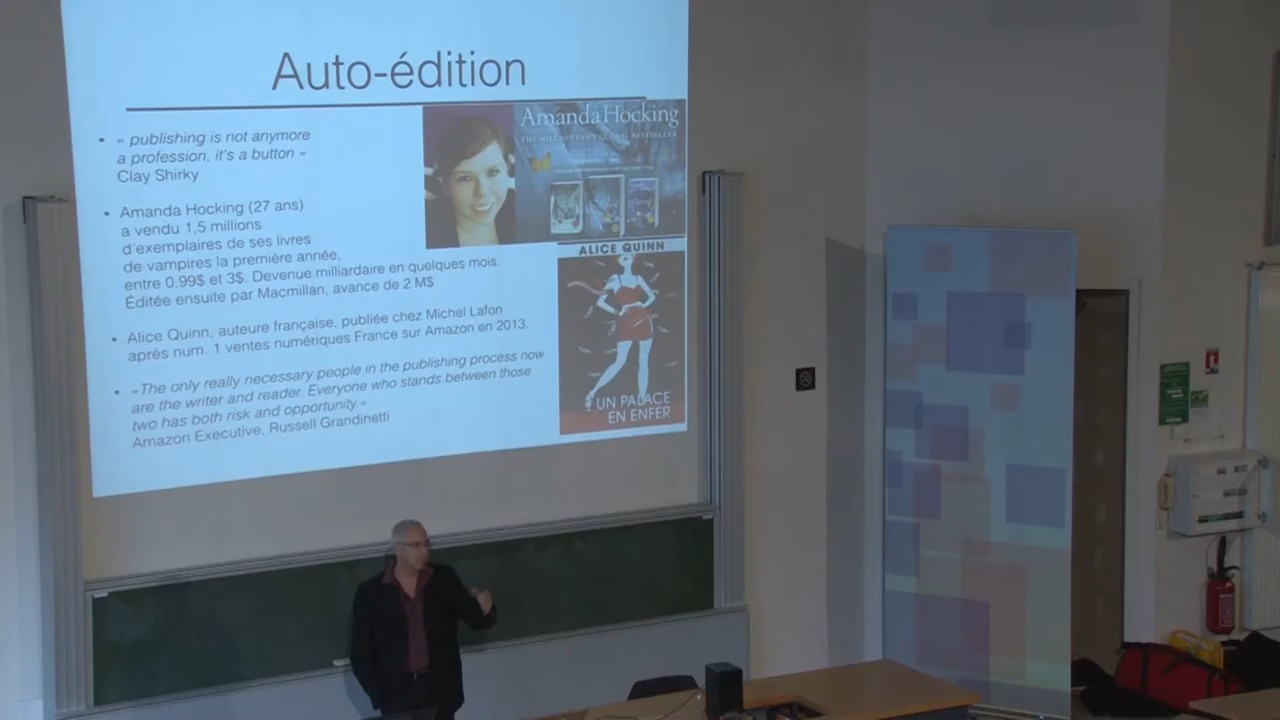 Auto-édition
• « publishing is not anymore
a profession, it's a button »
Clay Shirky
• Amanda Hocking (27 ans)
a vendu 1,5 millions
d'exemplaires de ses livres
de vampires la première année,
entre 0,99$ et 3$. Devenue milliardaire en quelques mois.
Éditée ensuite par Macmillan, avance de 2 M$
• Alice Quinn, auteure française, publiée chez Michel Lafon
après num. 1 ventes numériques France sur Amazon en 2013.
• «The only really necessary people in the publishing process now
are the writer and reader. Everyone who stands between those
two has both risk and opportunity.»
Amazon Executive, Russell Grandinetti
Amanda Hocking
THE MILLION COPY GLOBAL BESTSELLER
ALICE QUINN
UN PALACE
EN ENFER